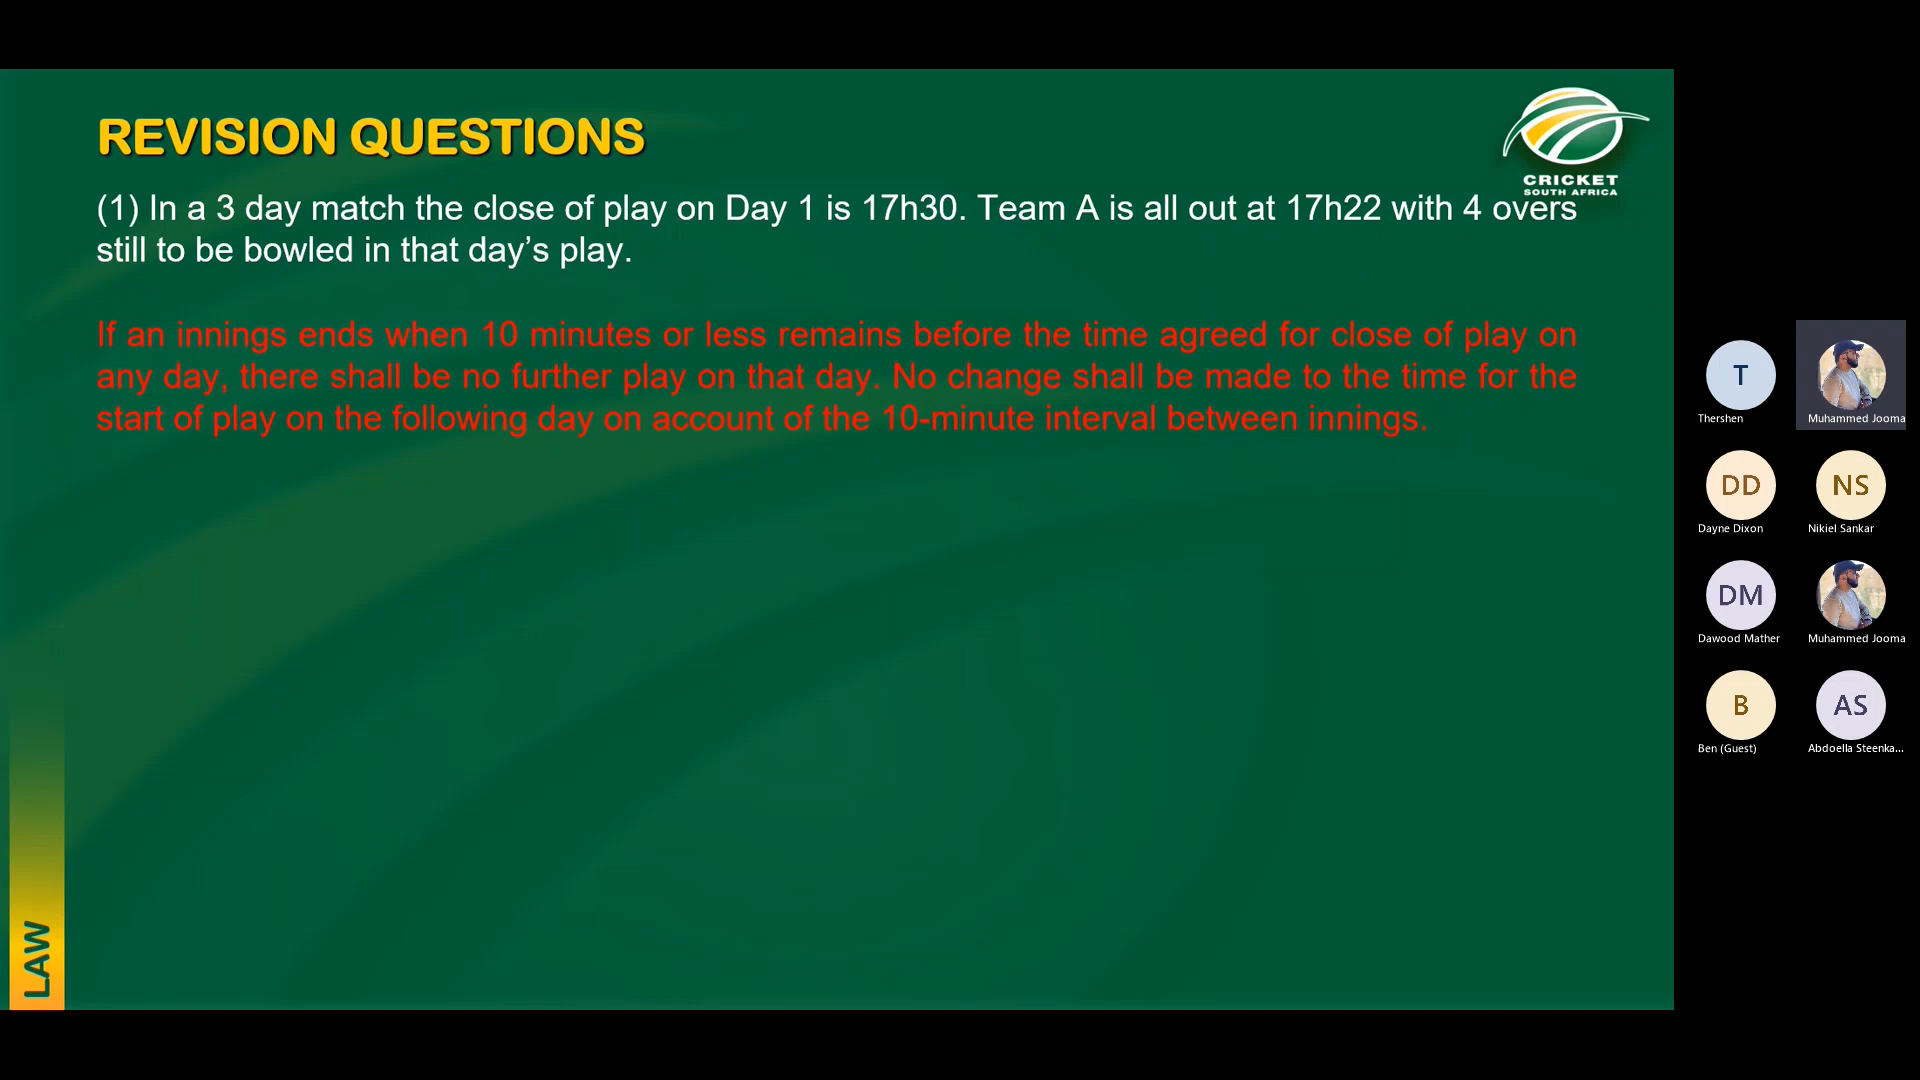 REVISION QUESTIONS
CRICKET
SOUTH AFRICA
(1) In a 3 day match the close of play on Day 1 is 17h30. Team A is all out at 17h22 with 4 overs
still to be bowled in that day’s play.
If an innings ends when 10 minutes or less remains before the time agreed for close of play on
any day, there shall be no further play on that day. No change shall be made to the time for the
start of play on the following day on account of the 10-minute interval between innings.
LAW
T
Thershen
Muhammed Jooma
DD
Dayne Dixon
NS
Nikiel Sankar
DM
Dawood Mather
Muhammed Jooma
B
Ben (Guest)
AS
Abdoella Steenka...